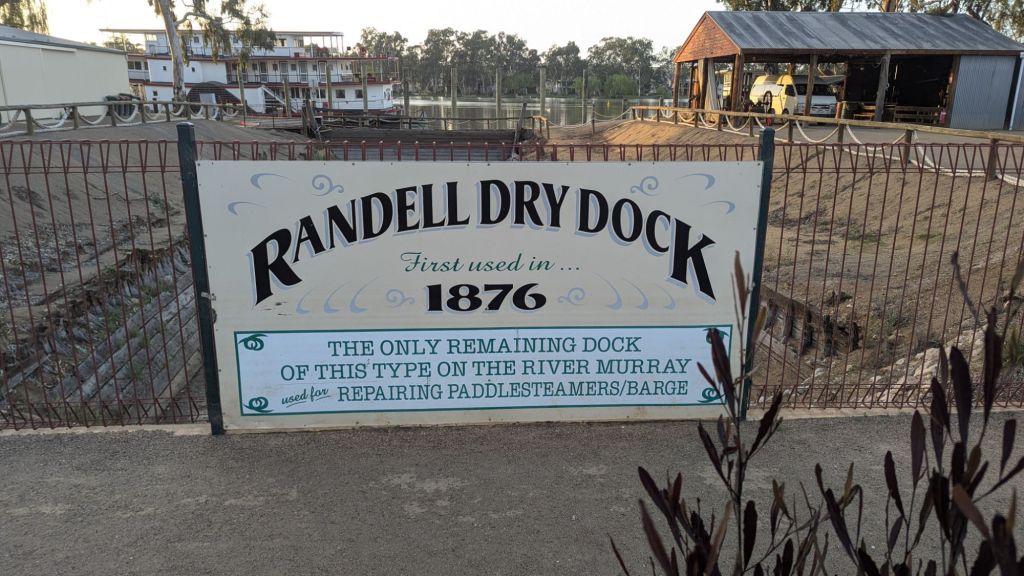 RANDELL DRY DOCK
First used in ...
1876
THE ONLY REMAINING DOCK
OF THIS TYPE ON THE RIVER MURRAY
used for REPAIRING PADDLESTEAMERS/BARGE